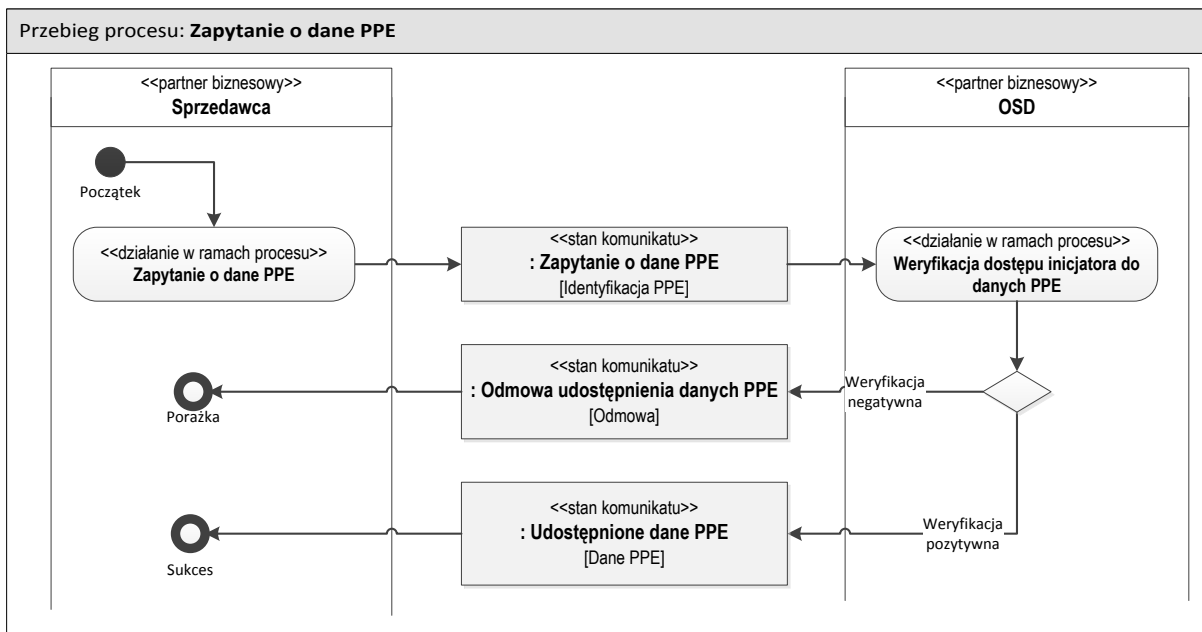 Przebieg procesu: Zapytanie o dane PPE
<<partner biznesowy>>
Sprzedawca
<<partner biznesowy>>
OSD
Początek
<<działanie w ramach procesu>>
Zapytanie o dane PPE
<<stan komunikatu>>
: Zapytanie o dane PPE
[Identyfikacja PPE]
<<działanie w ramach procesu>>
Weryfikacja dostępu inicjatora do
danych PPE
Porażka
<<stan komunikatu>>
: Odmowa udostępnienia danych PPE
[Odmowa]
Weryfikacja
negatywna
Sukces
<<stan komunikatu>>
: Udostępnione dane PPE
[Dane PPE]
Weryfikacja
pozytywna